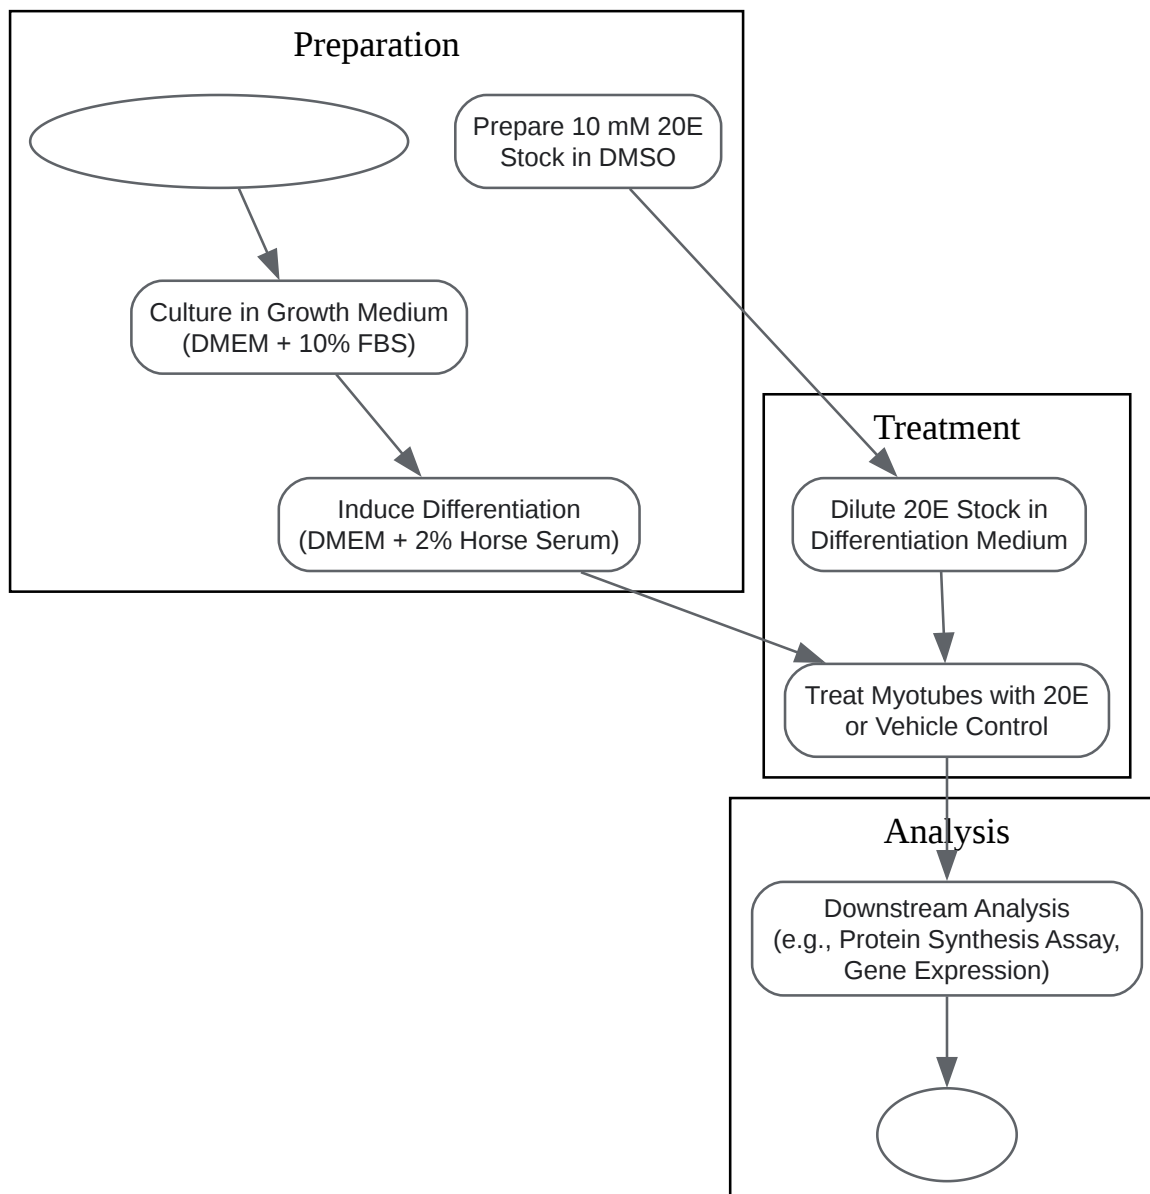 Preparation
Prepare 10 mM 20E
Stock in DMSO
Culture in Growth Medium
(DMEM + 10% FBS)
Induce Differentiation
(DMEM + 2% Horse Serum)
Treatment
Dilute 20E Stock in
Differentiation Medium
Treat Myotubes with 20E
or Vehicle Control
Analysis
Downstream Analysis
(e.g., Protein Synthesis Assay,
Gene Expression)